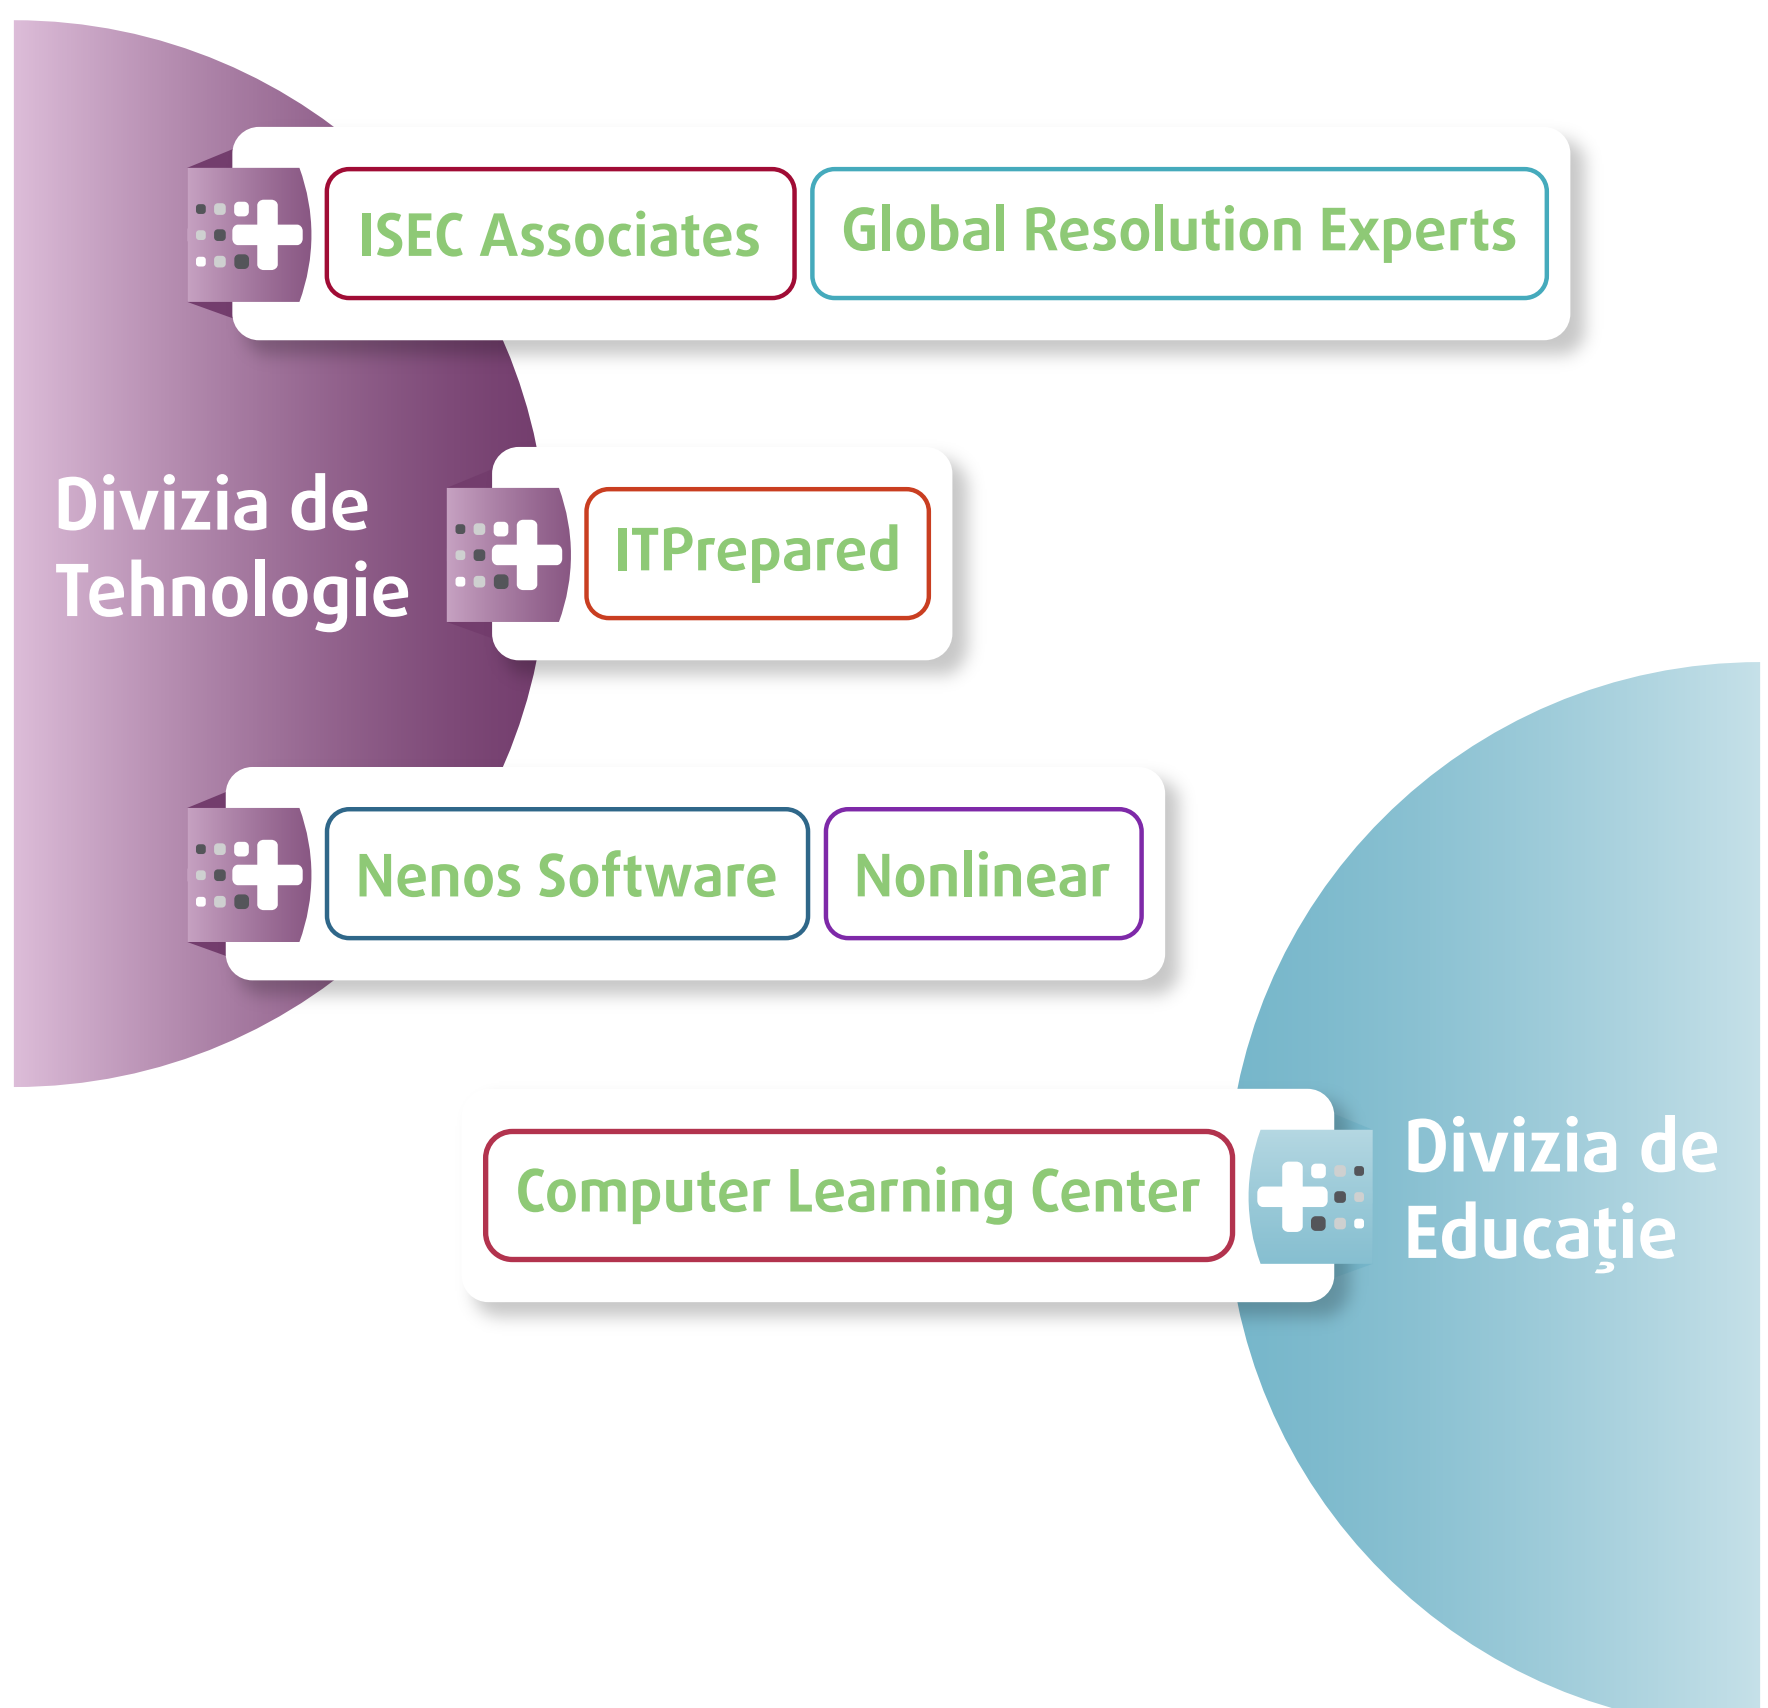 ISEC Associates
Global Resolution Experts
Divizia de
Tehnologie
ITPrepared
Nenos Software
Nonlinear
Computer Learning Center
Divizia de
Educaţie